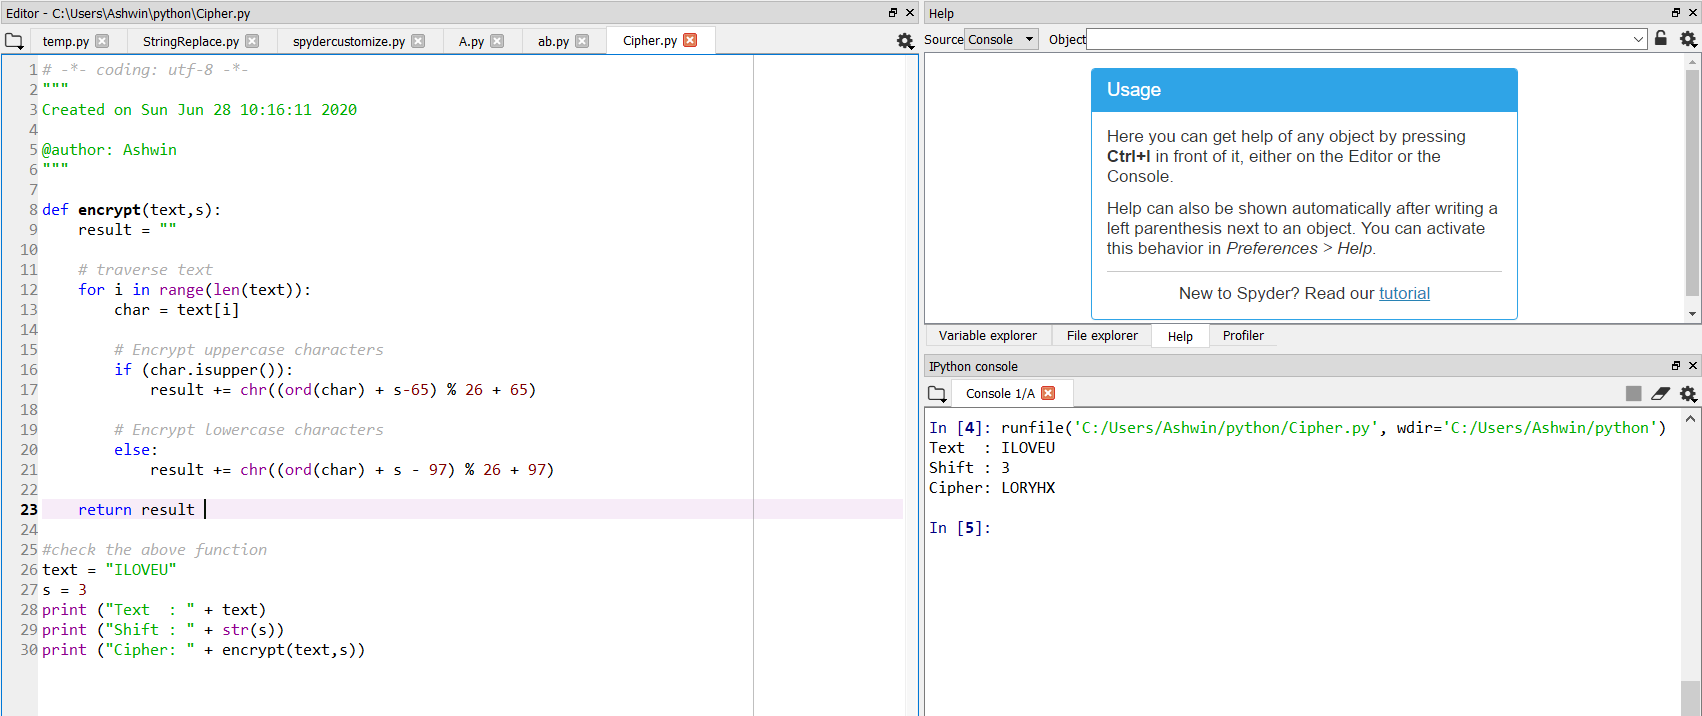 Editor - C:\Users\Ashwin\python\Cipher.py
temp.py StringReplace.py spydercustomize.py A.py ab.py Cipher.py
1 # -*- coding: utf-8 -*-
2 """
3 Created on Sun Jun 28 10:16:11 2020
4
5 @author: Ashwin
6 """
7
8 def encrypt(text,s):
9     result = ""
10
11     # traverse text
12     for i in range(len(text)):
13         char = text[i]
14
15         # Encrypt uppercase characters
16         if (char.isupper()):
17             result += chr((ord(char) + s-65) % 26 + 65)
18
19         # Encrypt lowercase characters
20         else:
21             result += chr((ord(char) + s - 97) % 26 + 97)
22
23     return result
24
25 #check the above function
26 text = "ILOVEU"
27 s = 3
28 print ("Text  : " + text)
29 print ("Shift : " + str(s))
30 print ("Cipher: " + encrypt(text,s))
Help
Source Console Object
Usage
Here you can get help of any object by pressing
Ctrl+I in front of it, either on the Editor or the
Console.
Help can also be shown automatically after writing a
left parenthesis next to an object. You can activate
this behavior in Preferences > Help.
New to Spyder? Read our tutorial
Variable explorer File explorer Help Profiler
IPython console
Console 1/A
In [4]: runfile('C:/Users/Ashwin/python/Cipher.py', wdir='C:/Users/Ashwin/python')
Text  : ILOVEU
Shift : 3
Cipher: LORYHX
In [5]: